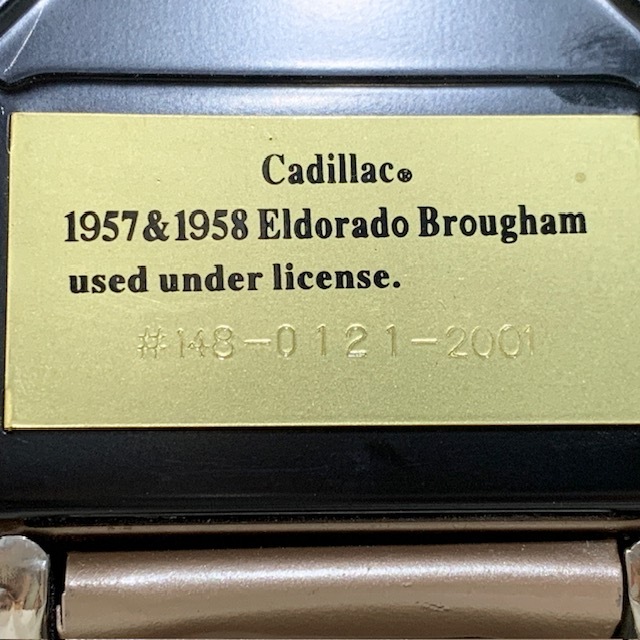 Cadillac®
1957&1958 Eldorado Brougham
used under license.
#148-0121-2001